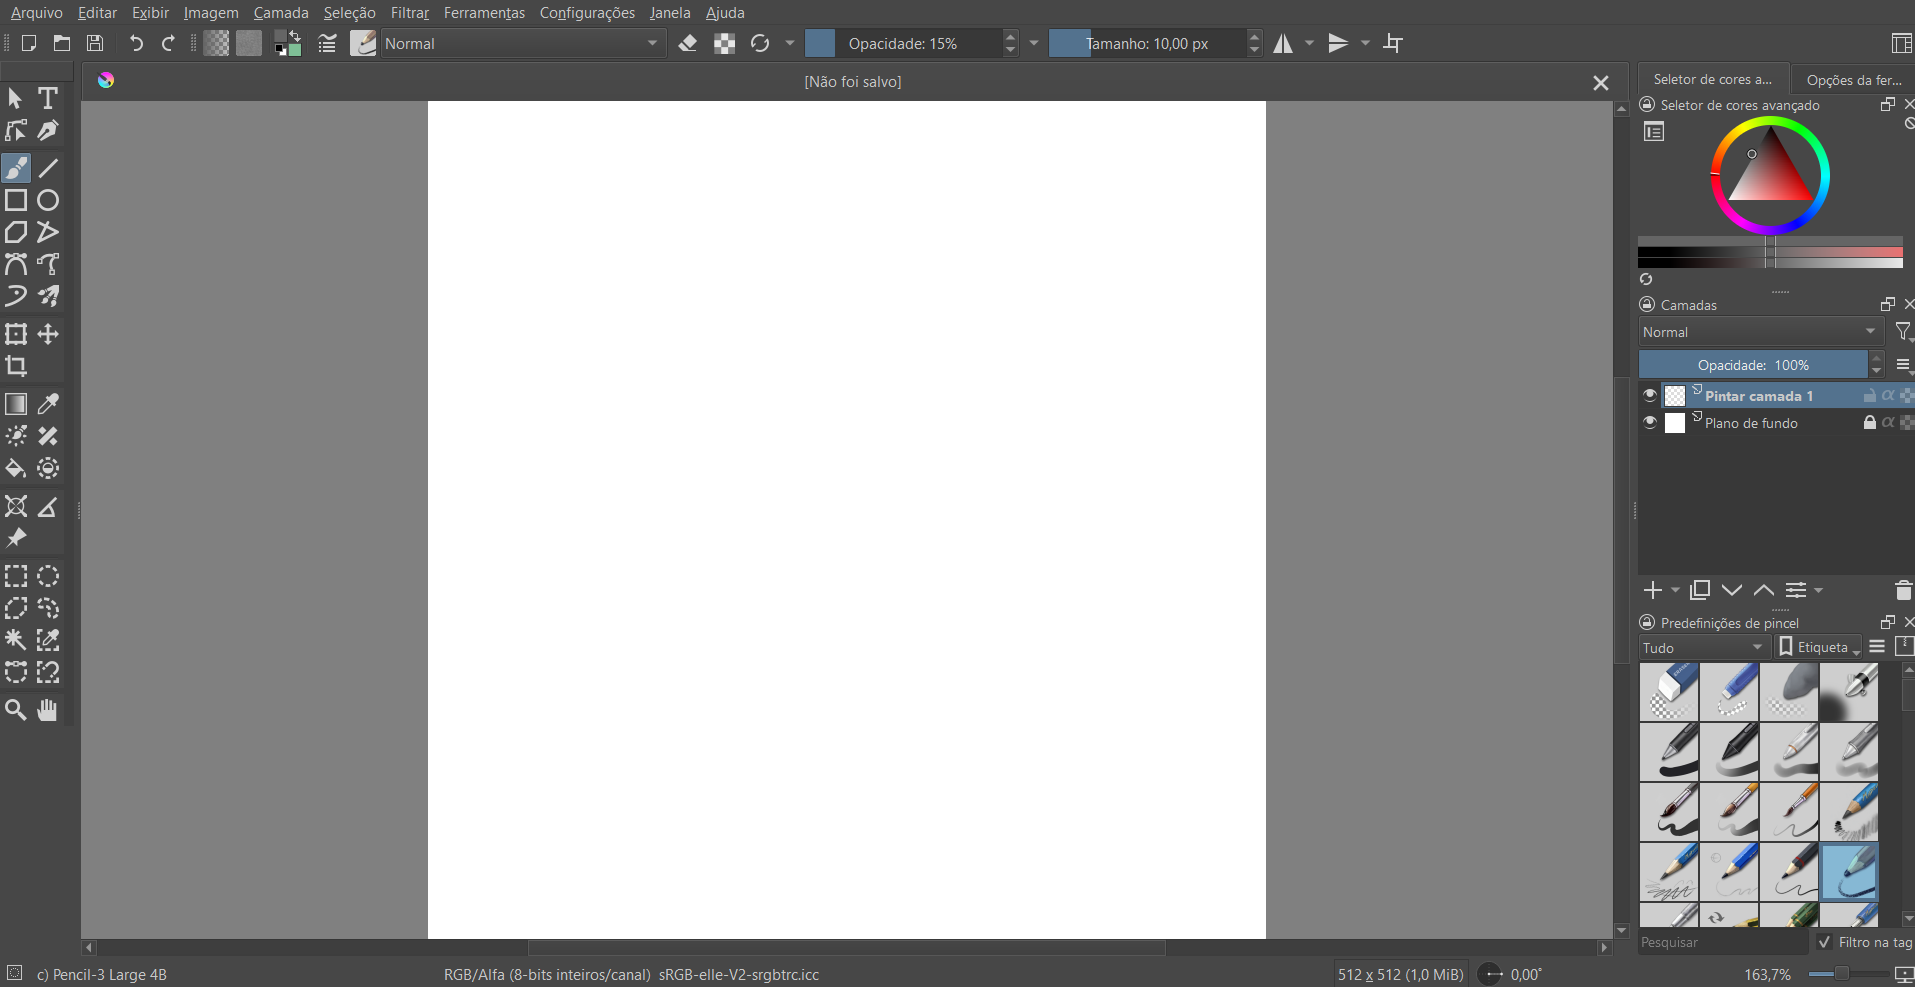 Arquivo Editar Exibir Imagem Camada Seleção Filtrar Ferramentas Configurações Janela Ajuda
Normal Opacidade: 15% Tamanho: 10,00 px
[Não foi salvo]
Seletor de cores a... Opções da fer...
Seletor de cores avançado
Camadas
Normal
Opacidade: 100%
Pintar camada 1
Plano de fundo
Predefinições de pincel
Tudo Etiqueta
Pesquisar Filtro na tag
c) Pencil-3 Large 4B RGB/Alfa (8-bits inteiros/canal) sRGB-elle-V2-srgbtrc.icc 512 x 512 (1,0 MiB) 0,00° 163,7%